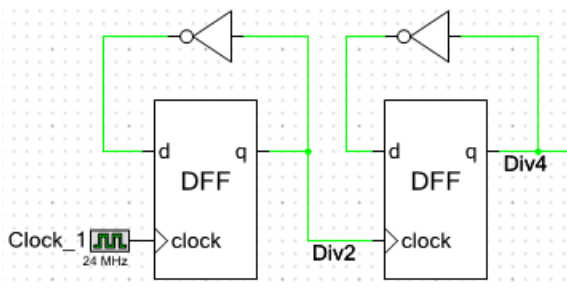 d q
DFF
Clock_1
24 MHz
clock
Div2
d q
DFF
Div4
clock